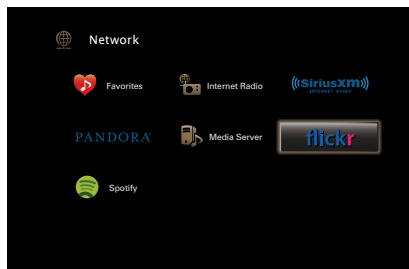 Network
Favorites
Internet Radio
((SiriusXM))
INTERNET RADIO
PANDORA
Media Server
flickr
Spotify